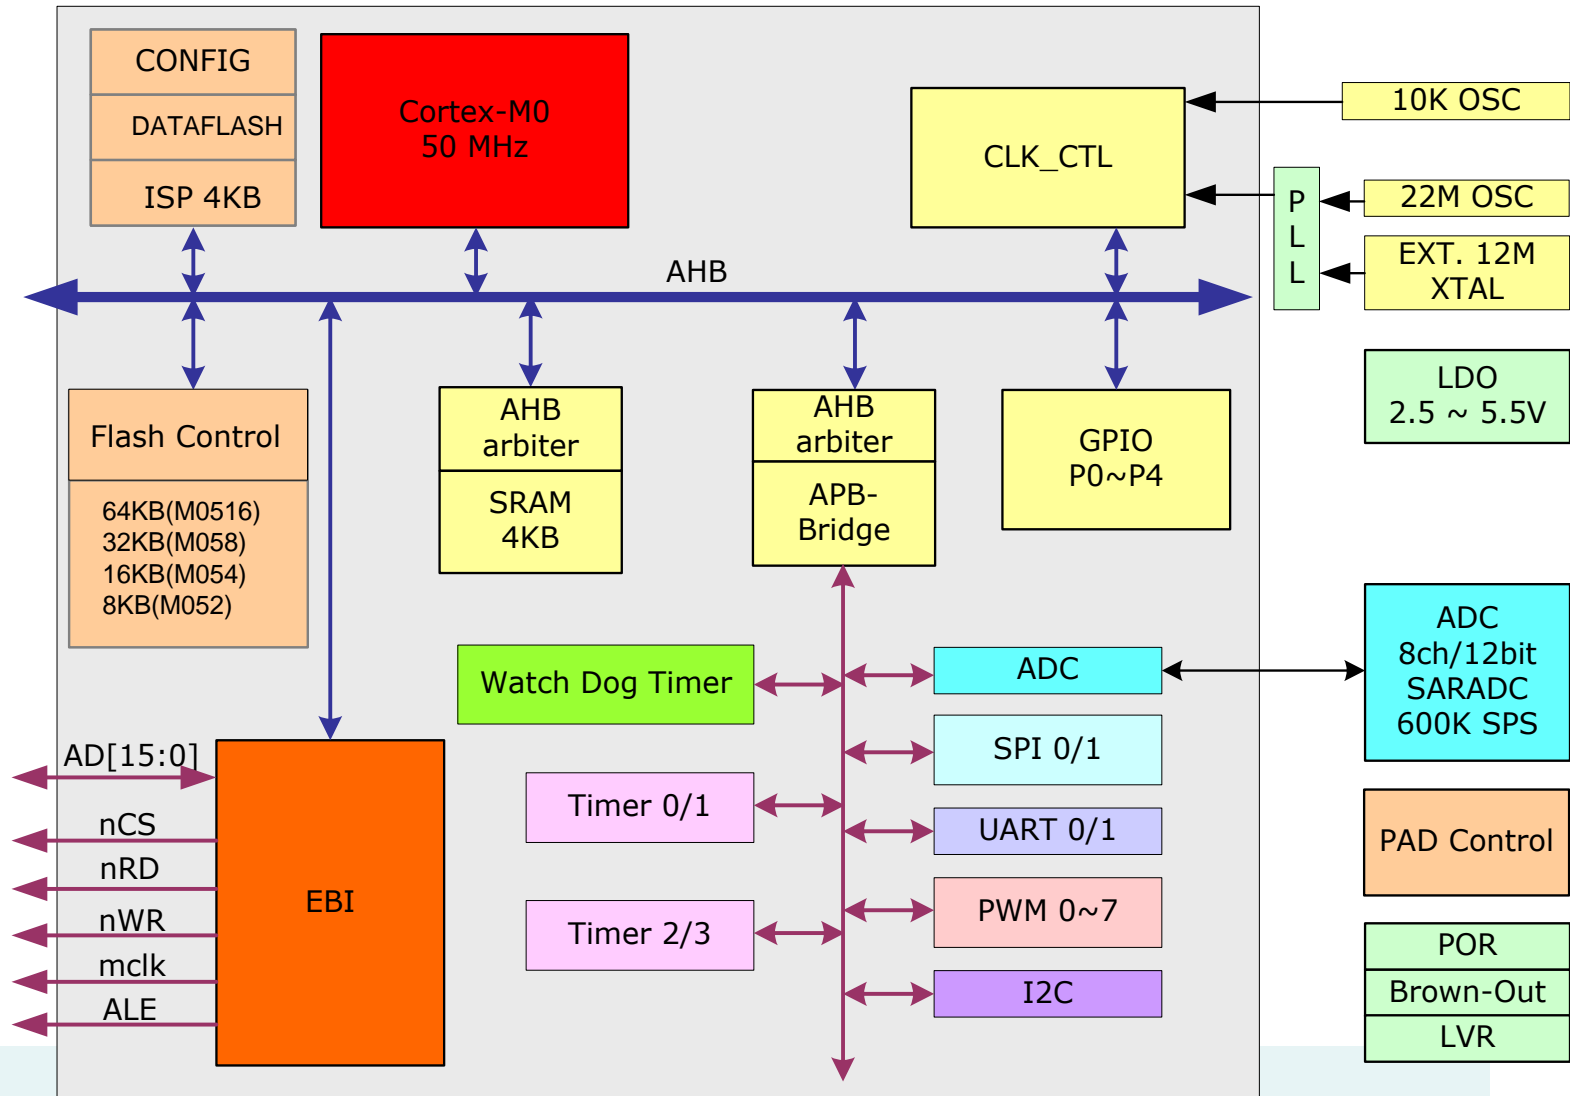 CONFIG
DATAFLASH
ISP 4KB
Cortex-M0
50 MHz
CLK_CTL
10K OSC
P
L
L
22M OSC
EXT. 12M
XTAL
AHB
LDO
2.5 ~ 5.5V
Flash Control
64KB(M0516)
32KB(M058)
16KB(M054)
8KB(M052)
AHB
arbiter
SRAM
4KB
AHB
arbiter
APB-
Bridge
GPIO
P0~P4
Watch Dog Timer
Timer 0/1
Timer 2/3
ADC
SPI 0/1
UART 0/1
PWM 0~7
I2C
ADC
8ch/12bit
SARADC
600K SPS
PAD Control
POR
Brown-Out
LVR
AD[15:0]
nCS
nRD
nWR
mclk
ALE
EBI